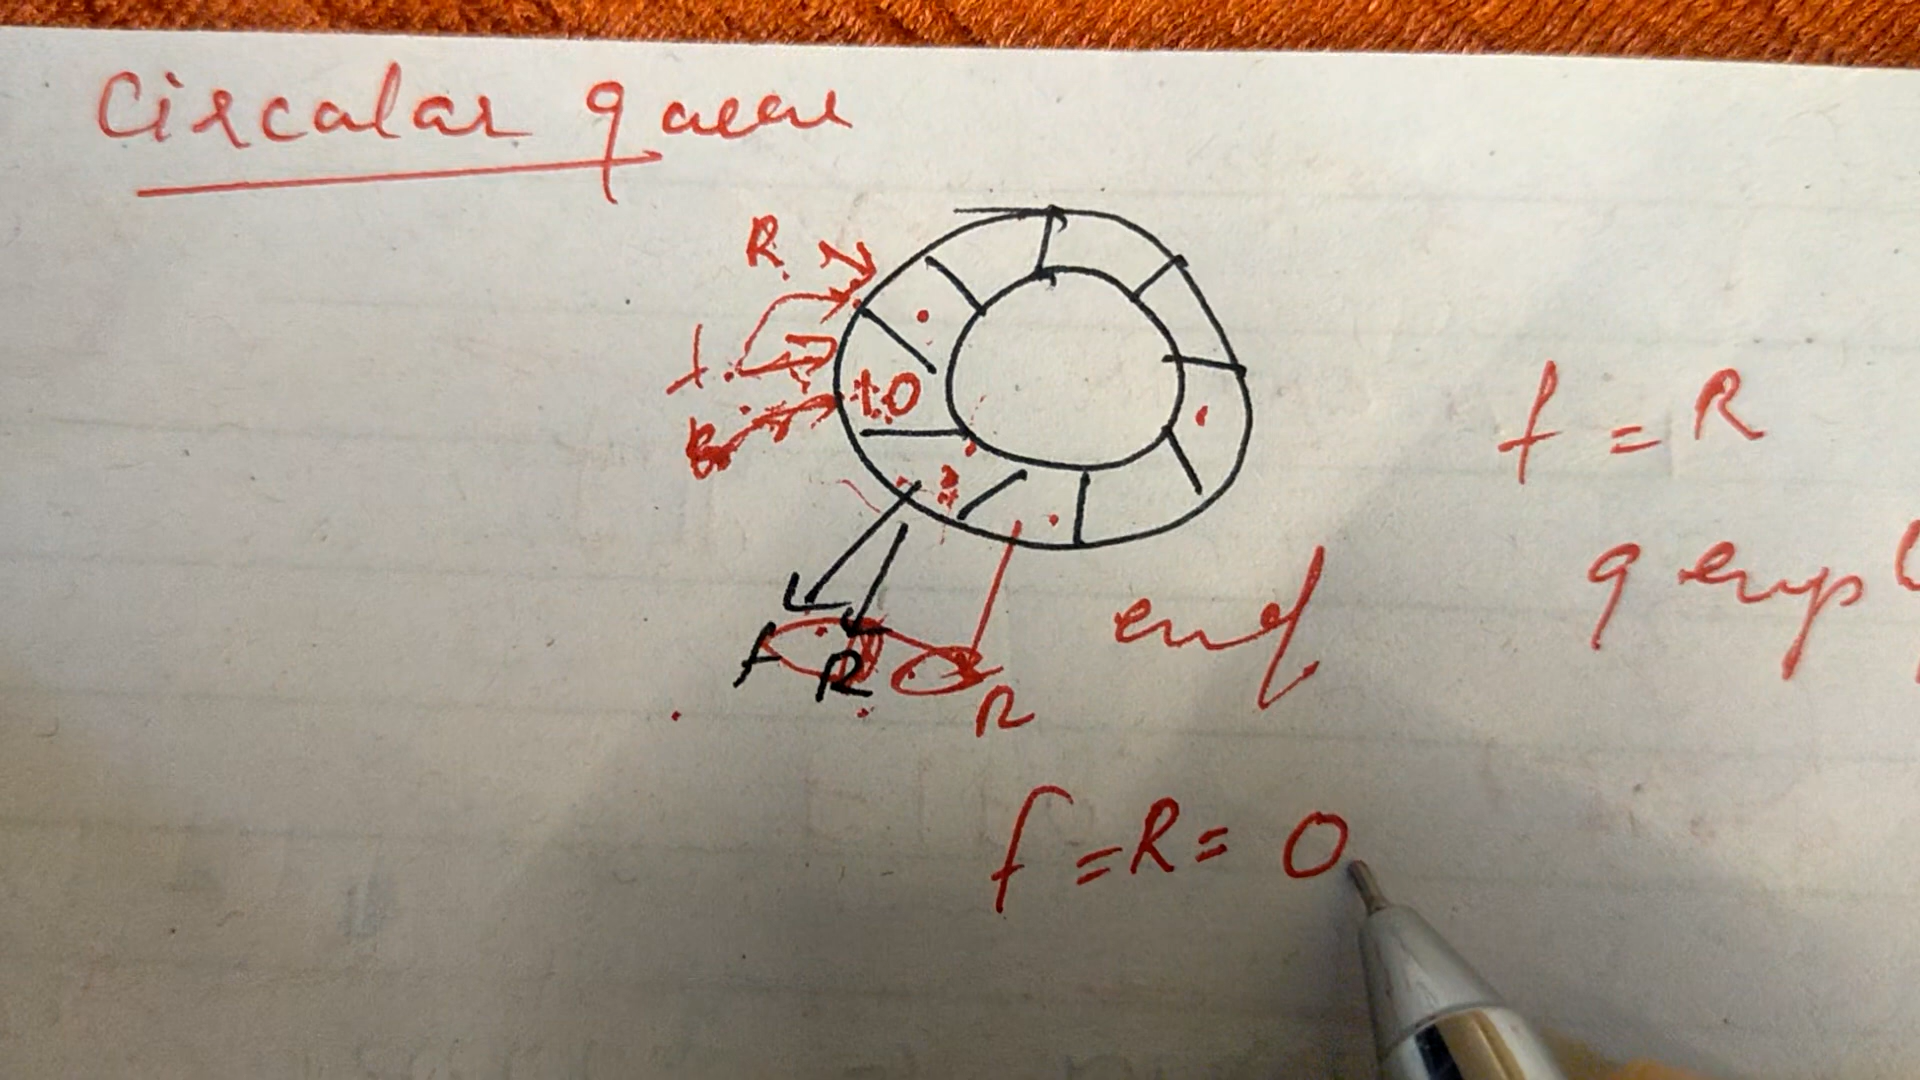 Circular queue
R
f
R
10
f R
R
end
f = R
q emp
f = R = 0